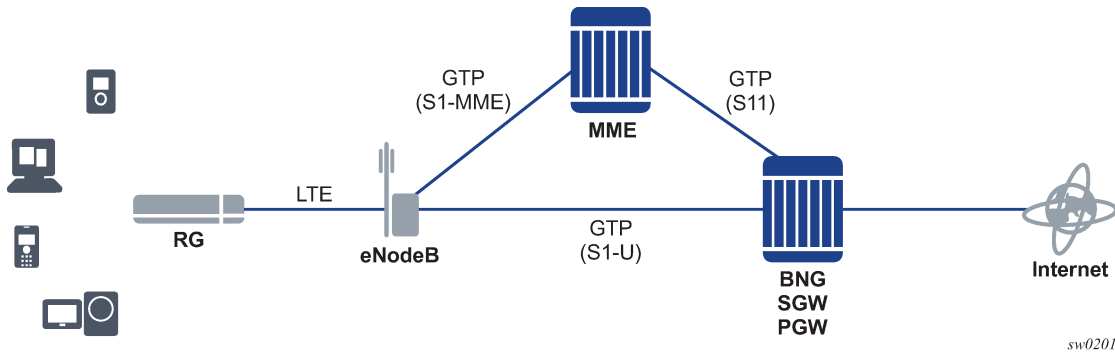 GTP
(S1-MME)
GTP
(S11)
MME
LTE
RG
eNodeB
GTP
(S1-U)
BNG
SGW
PGW
Internet
sw0201